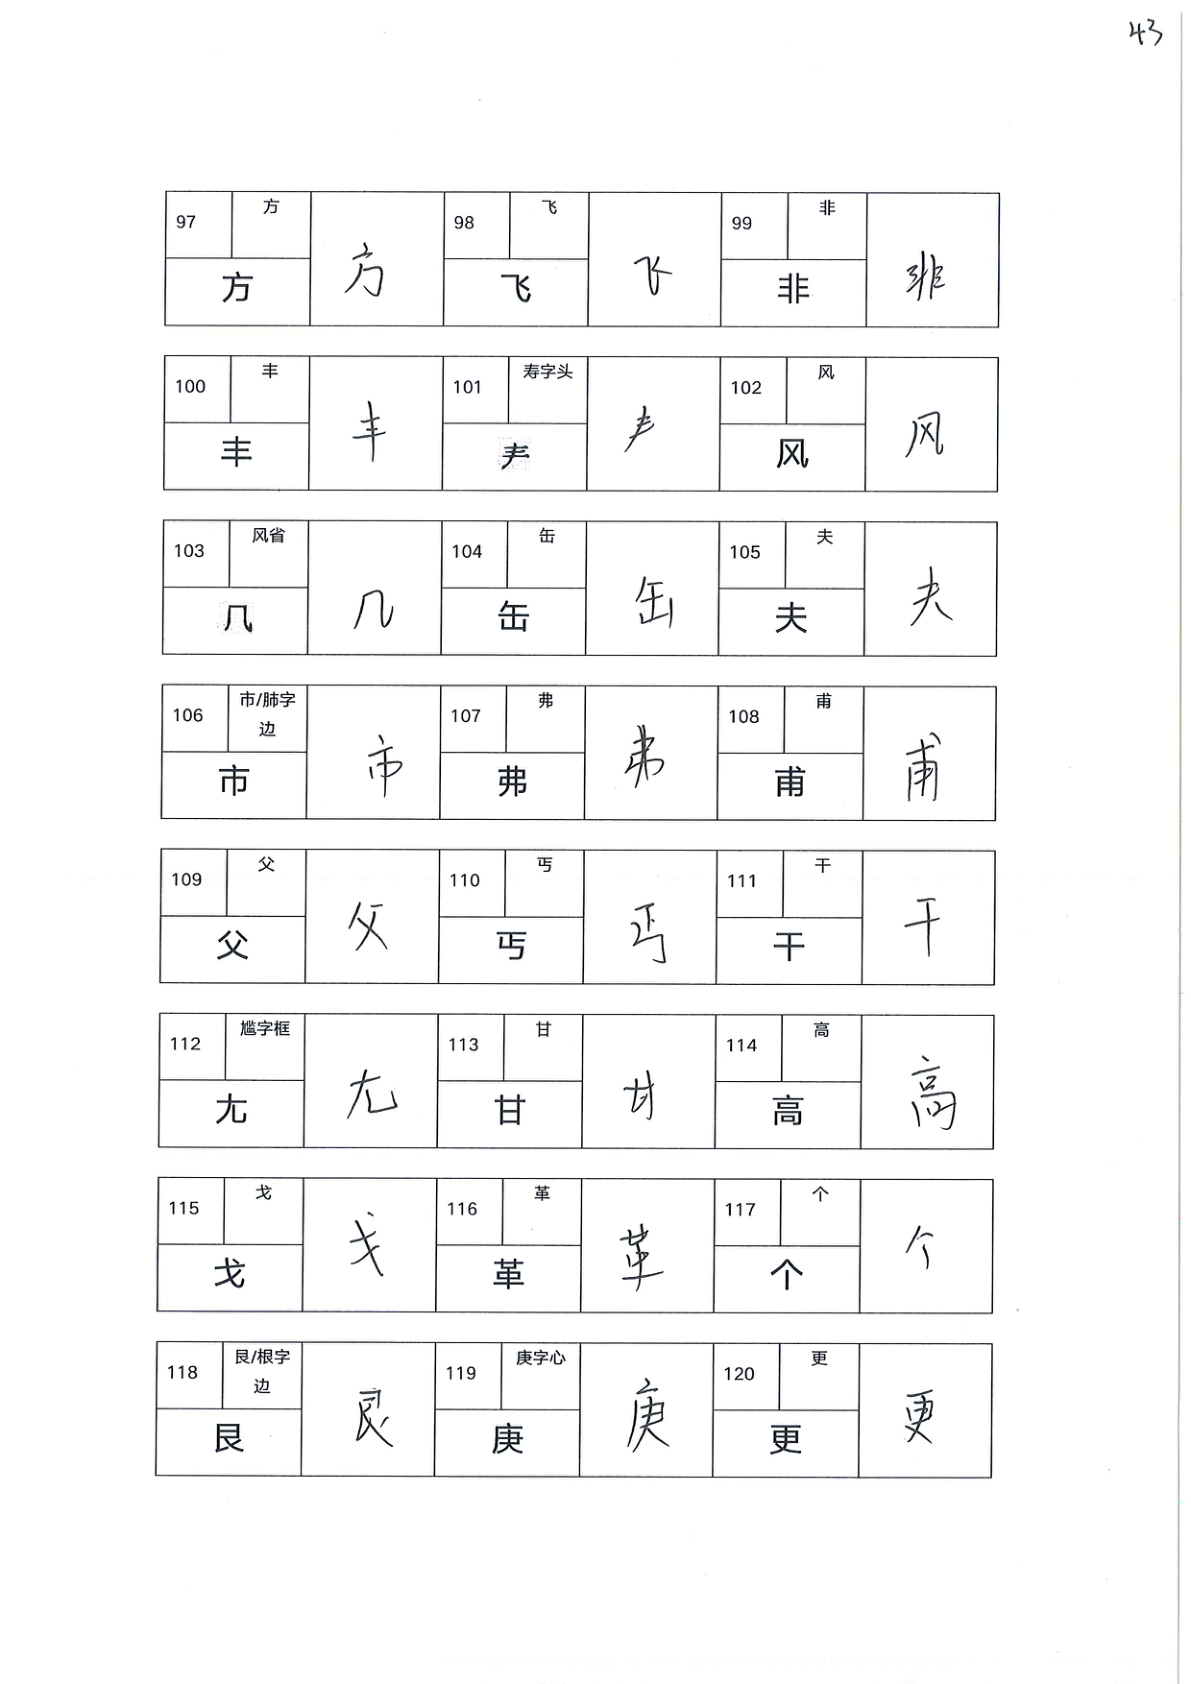 43
97 方 方 方 98 飞 飞 飞 99 非 非 非
100 丰 丰 丰 101 寿字头 龵 龵 102 风 风 风
103 风省 几 几 104 缶 缶 缶 105 夫 夫 夫
106 巿/肺字边 巿 市 107 弗 弗 弗 108 甫 甫 甫
109 父 父 父 110 丐 丐 丐 111 干 干 干
112 尴字框 尢 尢 113 甘 甘 甘 114 高 高 高
115 戈 戈 戈 116 革 革 革 117 个 个 个
118 艮/根字边 艮 艮 119 庚字心 庚 庚 120 更 更 更